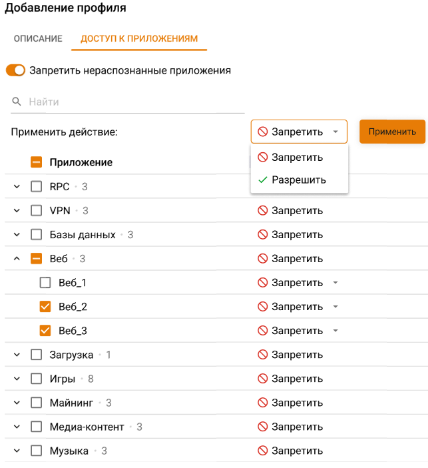 Добавление профиля
ОПИСАНИЕ ДОСТУП К ПРИЛОЖЕНИЯМ
Запретить нераспознанные приложения
Найти
Применить действие: Запретить Применить
Запретить
Приложение
Разрешить
RPC · 3
VPN · 3 Запретить
Базы данных · 3 Запретить
Веб · 3 Запретить
Веб_1 Запретить
Веб_2 Запретить
Веб_3 Запретить
Загрузка · 1 Запретить
Игры · 8 Запретить
Майнинг · 3 Запретить
Медиа-контент · 3 Запретить
Музыка · 3 Запретить